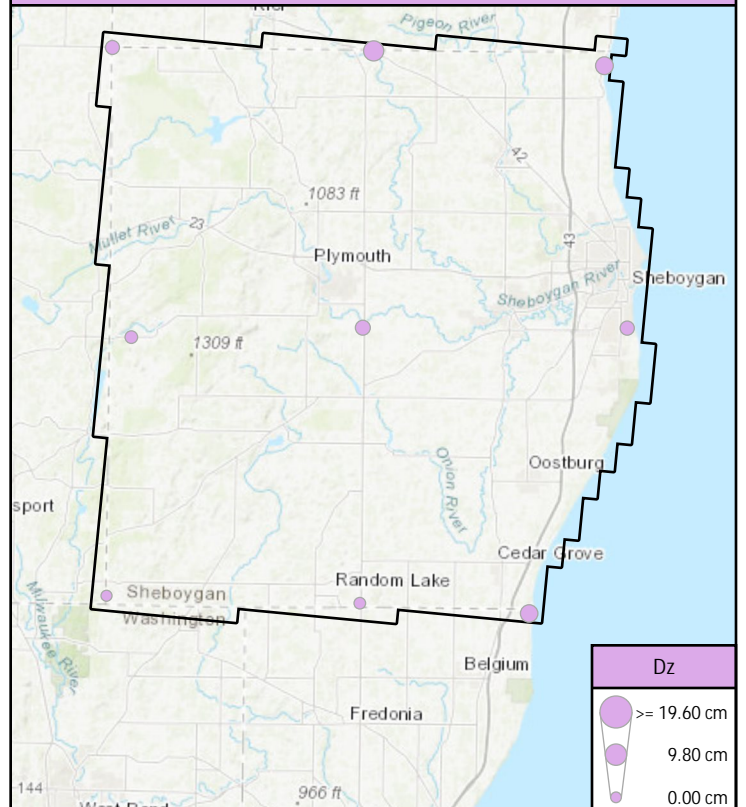 Pigeon River
42
1083 ft
Mullet River
23
43
Plymouth
Sheboygan River
Sheboygan
1309 ft
Onion River
Oostburg
sport
Cedar Grove
Random Lake
Sheboygan
Washington
Milwaukee River
Belgium
Dz
Fredonia
>= 19.60 cm
9.80 cm
144
966 ft
0.00 cm